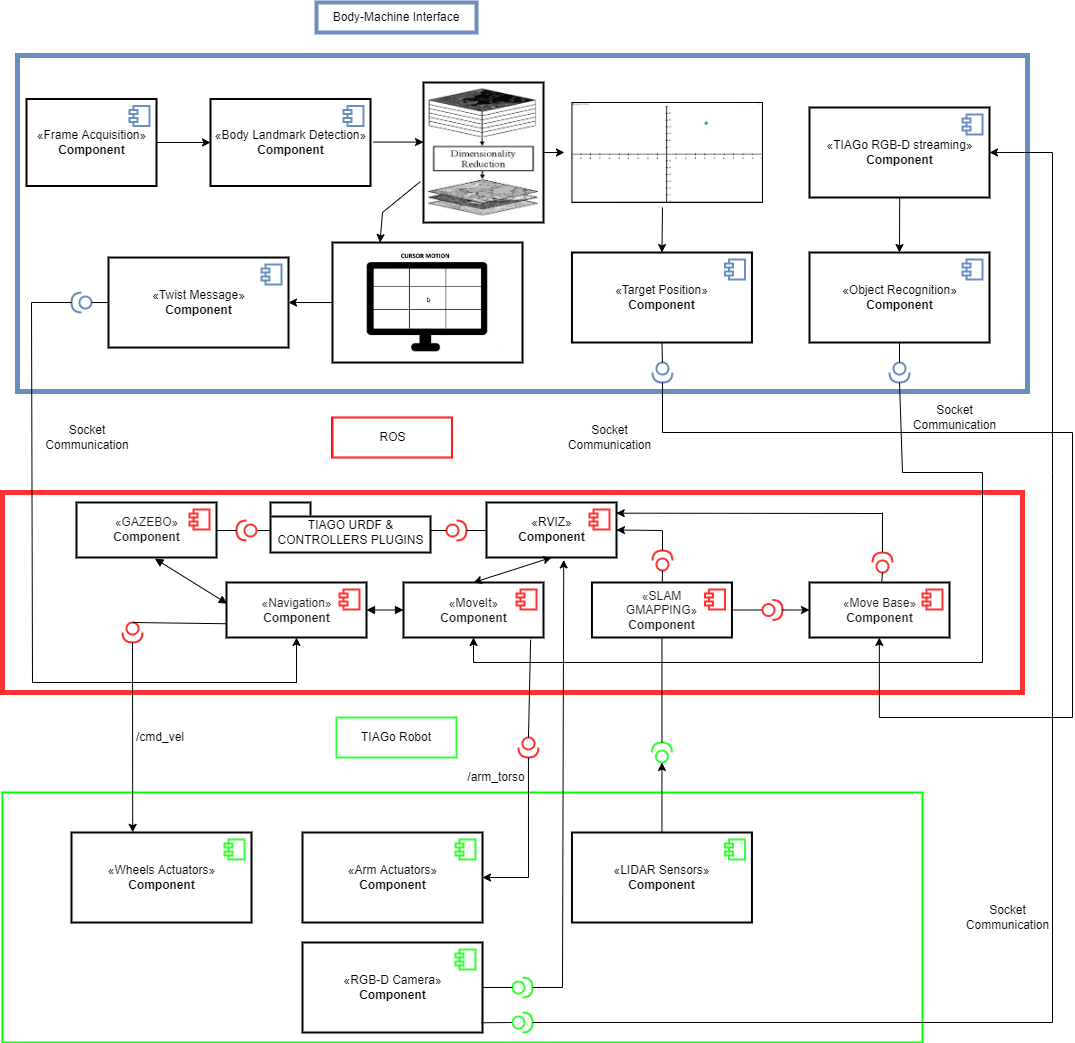 Body-Machine Interface
«Frame Acquisition»
Component
«Body Landmark Detection»
Component
Dimensionality
Reduction
«TIAGo RGB-D streaming»
Component
«Twist Message»
Component
CURSOR MOTION
«Target Position»
Component
«Object Recognition»
Component
Socket
Communication
ROS
Socket
Communication
Socket
Communication
«GAZEBO»
Component
TIAGO URDF &
CONTROLLERS PLUGINS
«RVIZ»
Component
«Navigation»
Component
«MoveIt»
Component
«SLAM
GMAPPING»
Component
«Move Base»
Component
/cmd_vel
TIAGo Robot
/arm_torso
«Wheels Actuators»
Component
«Arm Actuators»
Component
«LIDAR Sensors»
Component
Socket
Communication
«RGB-D Camera»
Component